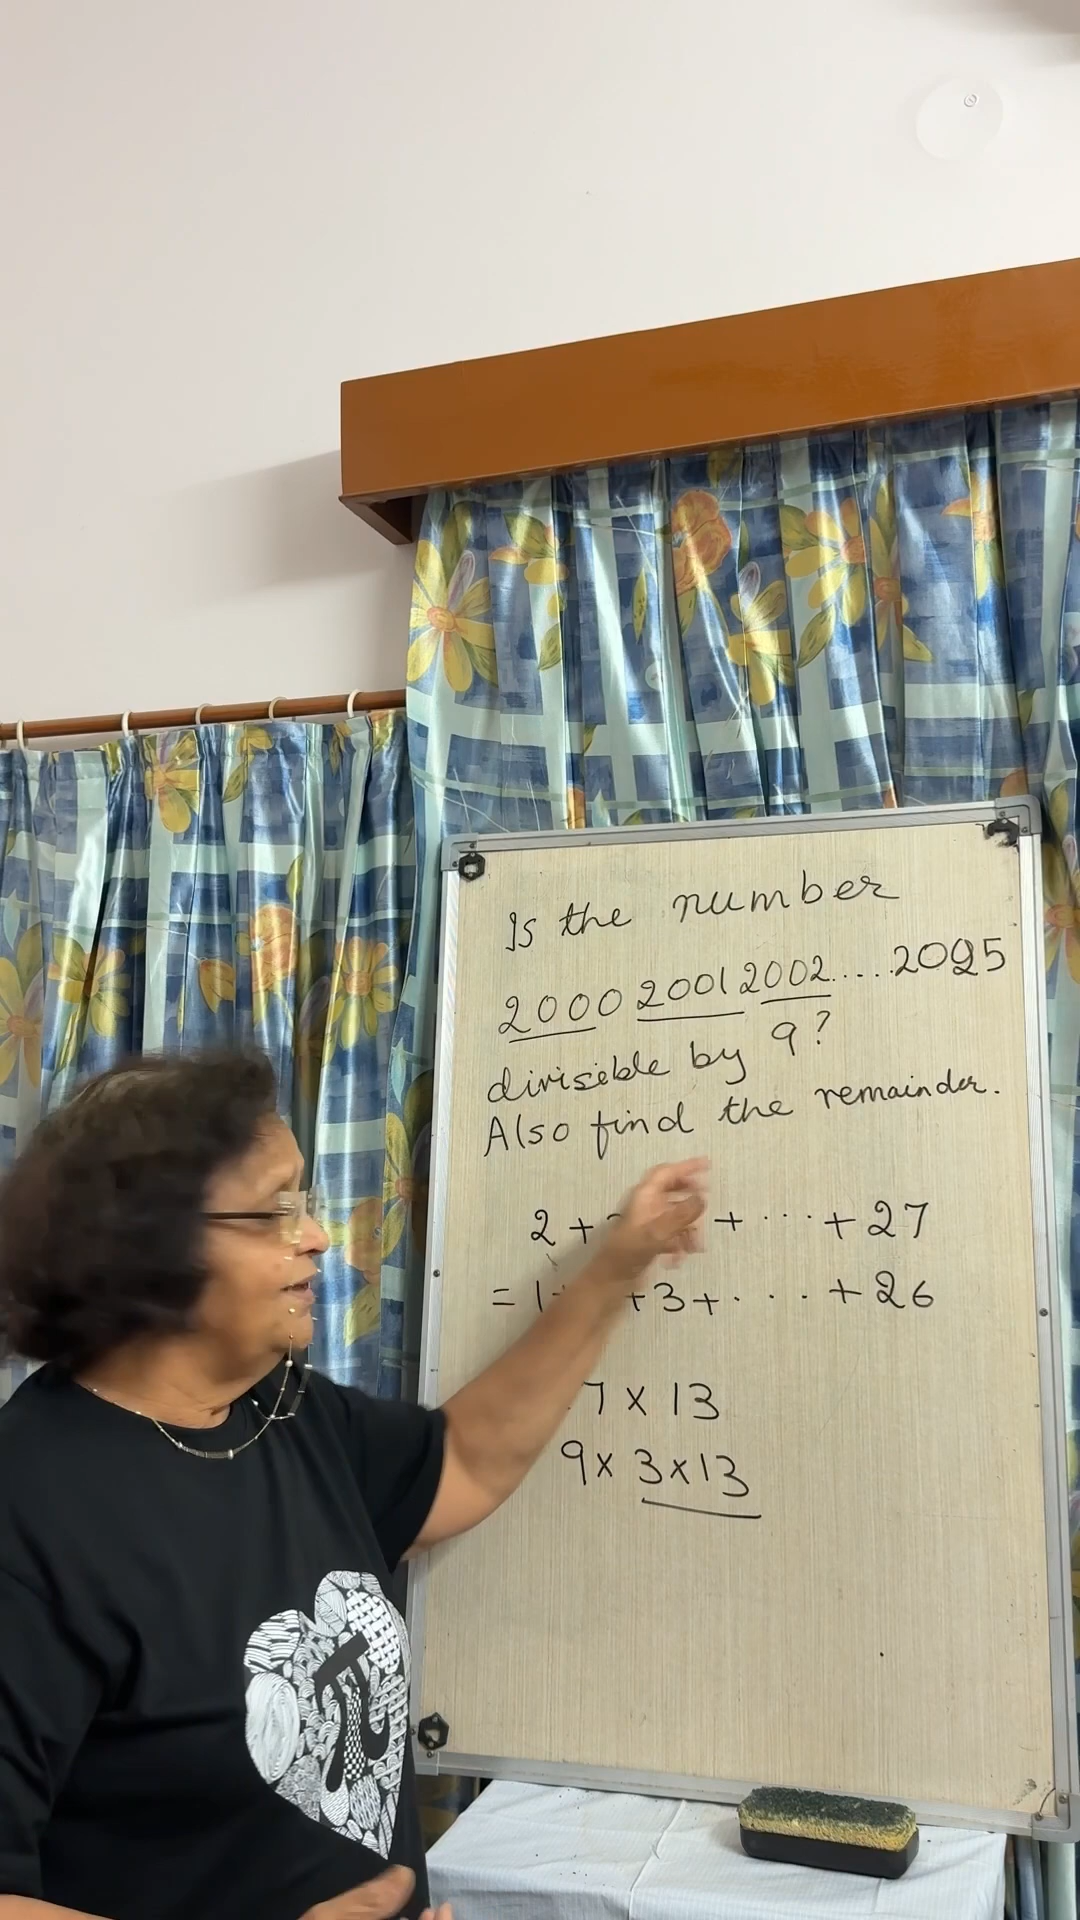 Is the number
2000 2001 2002.....2025
divisible by 9?
Also find the remainder.
2 + + ... + 27
= 1 + 3 + .... + 26
7 x 13
9 x 3 x 13
π